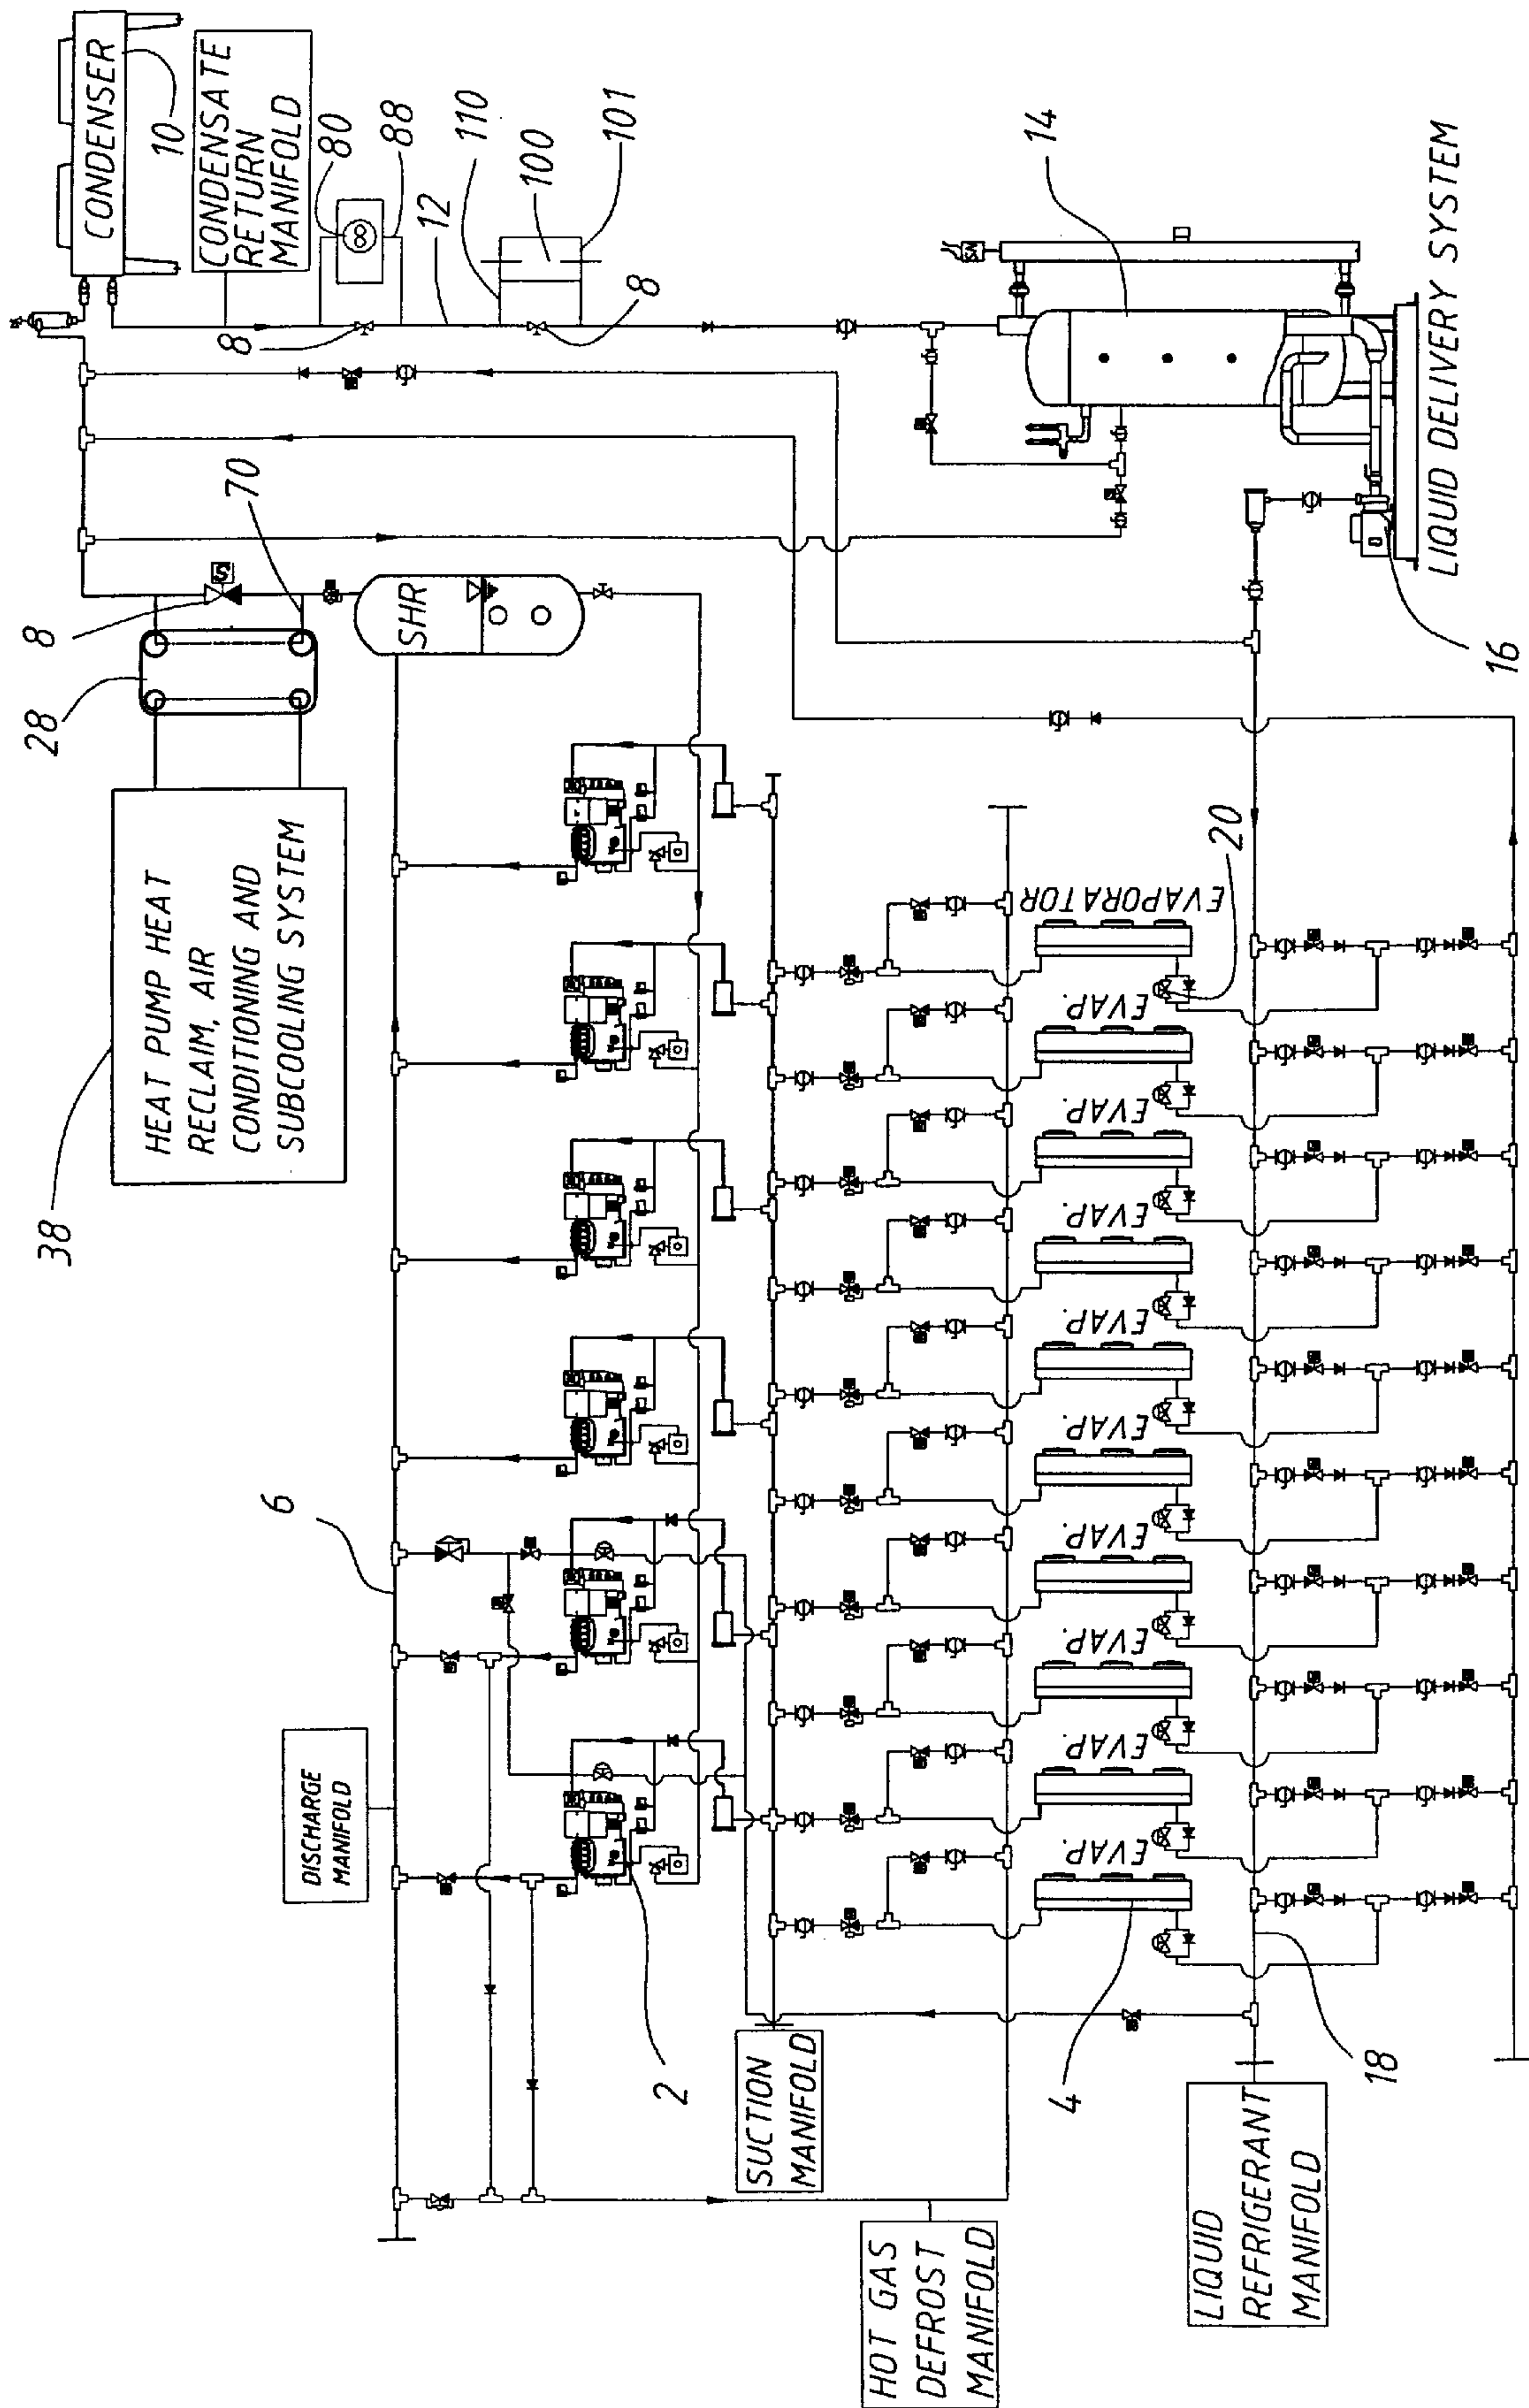 CONDENSER
10
CONDENSATE
RETURN
MANIFOLD
80
88
8
12
110
100
101
8
14
LIQUID DELIVERY SYSTEM
16
70
S
8
28
SHR
38
HEAT PUMP HEAT
RECLAIM, AIR
CONDITIONING AND
SUBCOOLING SYSTEM
6
DISCHARGE
MANIFOLD
2
SUCTION
MANIFOLD
HOT GAS
DEFROST
MANIFOLD
EVAP.
EVAP.
EVAP.
EVAP.
EVAP.
EVAP.
EVAP.
EVAP.
EVAP.
EVAPORATOR
20
4
18
LIQUID
REFRIGERANT
MANIFOLD